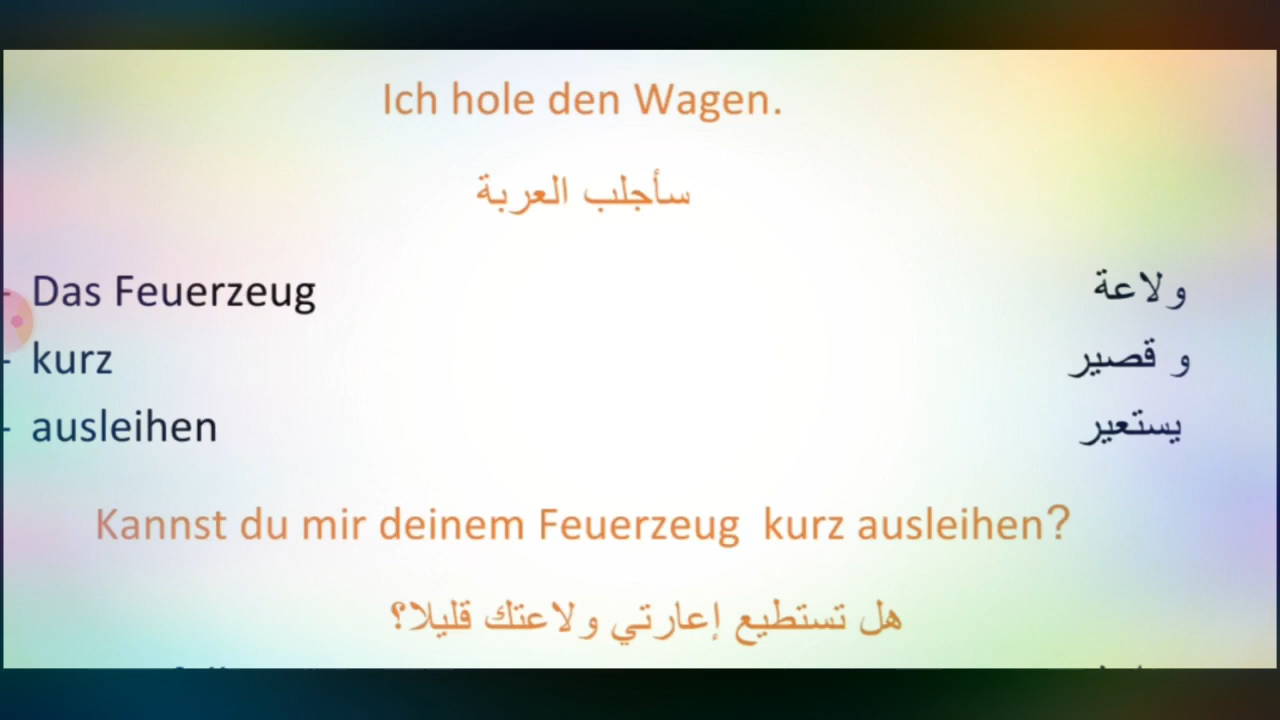 Ich hole den Wagen.
سأجلب العربة
- Das Feuerzeug ولاعة
- kurz و قصير
- ausleihen يستعير
Kannst du mir deinem Feuerzeug kurz ausleihen?
هل تستطيع إعارتي ولاعتك قليلا؟